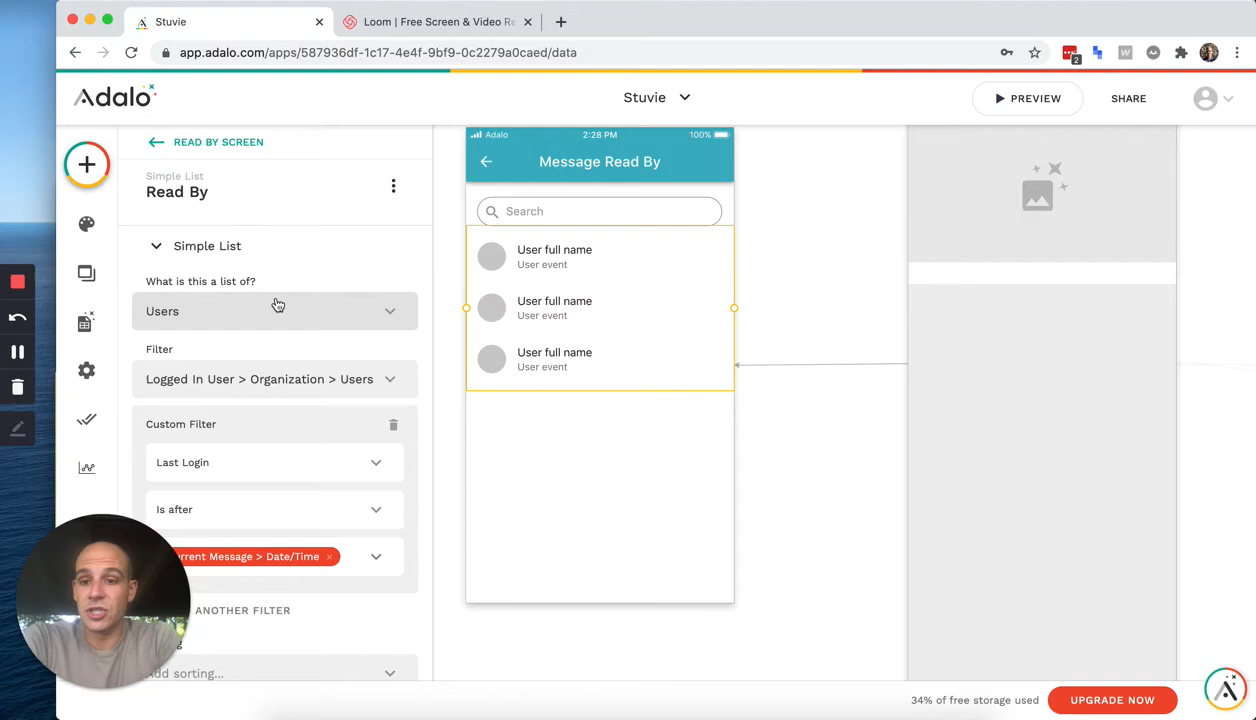 Stuvie
Loom | Free Screen & Video Re
app.adalo.com/apps/587936df-1c17-4e4f-9bf9-0c2279a0caed/data
2
Adalo
Stuvie
PREVIEW
SHARE
READ BY SCREEN
Simple List
Read By
Simple List
What is this a list of?
Users
Filter
Logged In User > Organization > Users
Custom Filter
Last Login
Is after
rrent Message > Date/Time
ANOTHER FILTER
Add sorting...
Adalo
2:28 PM
100%
Message Read By
Search
User full name
User event
User full name
User event
User full name
User event
34% of free storage used
UPGRADE NOW